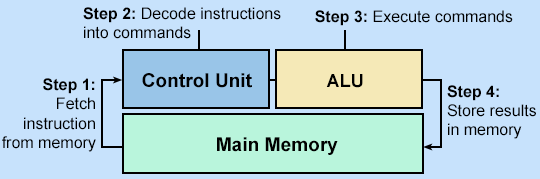 Step 2: Decode instructions
into commands
Step 3: Execute commands
Step 1:
Fetch
instruction
from memory
Control Unit
ALU
Step 4:
Store results
in memory
Main Memory